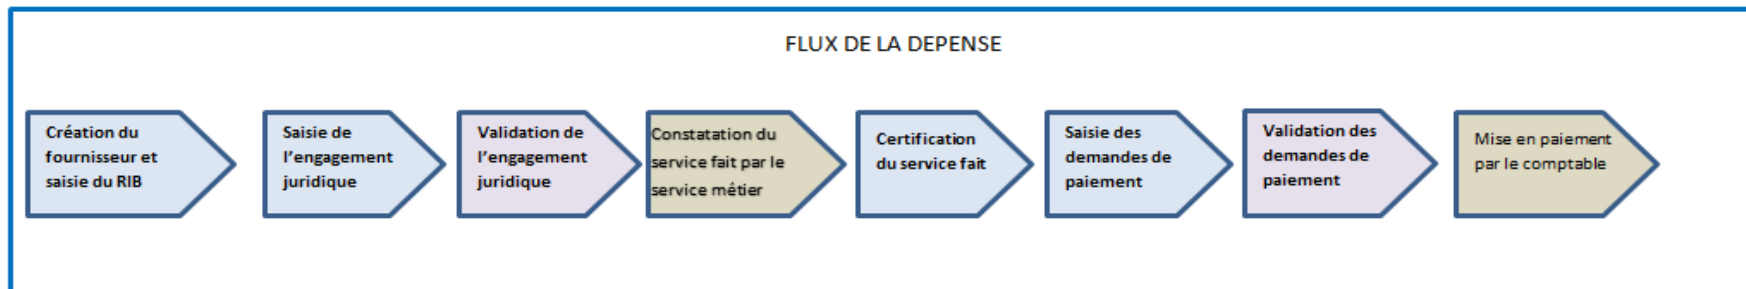 FLUX DE LA DEPENSE
Création du
fournisseur et
saisie du RIB
Saisie de
l'engagement
juridique
Validation de
l'engagement
juridique
Constatation du
service fait par le
service métier
Certification
du service fait
Saisie des
demandes de
paiement
Validation des
demandes de
paiement
Mise en paiement
par le comptable